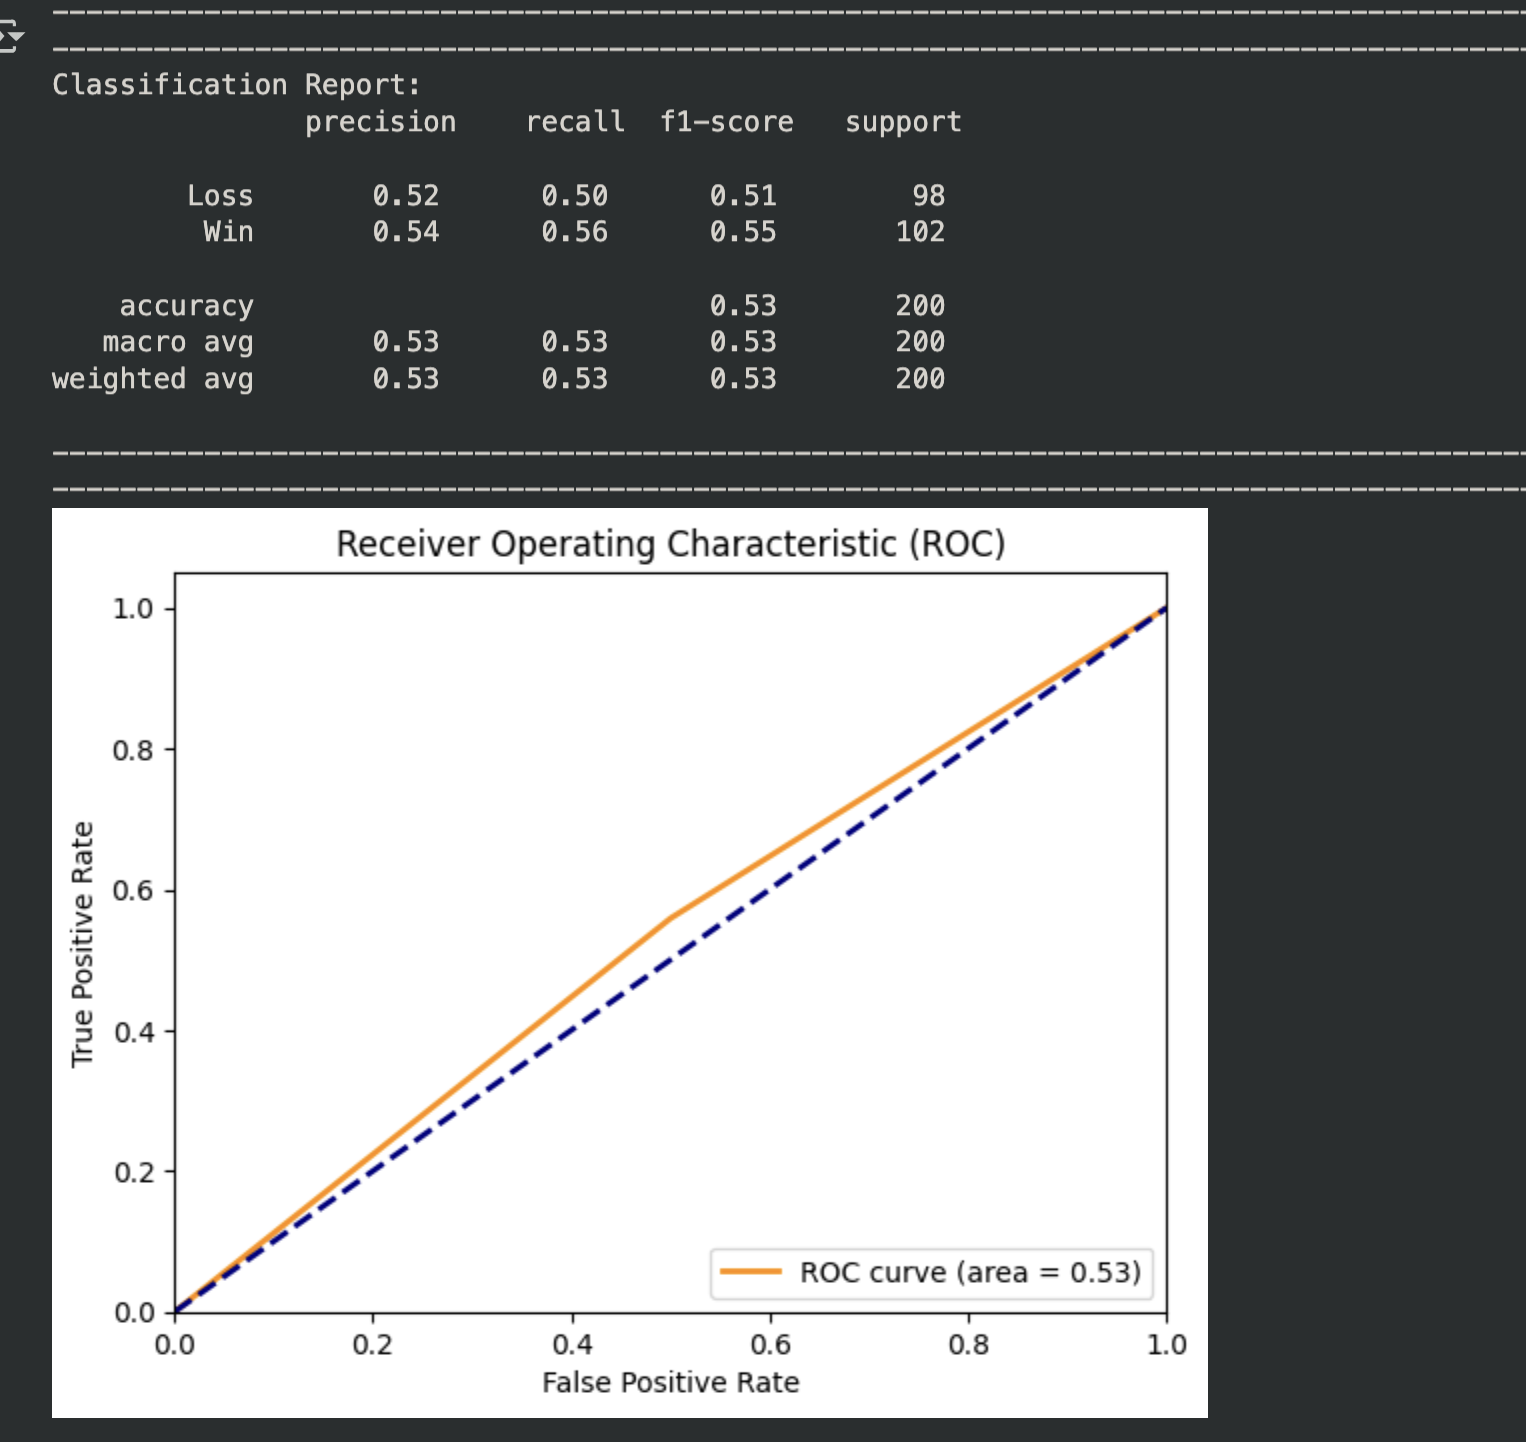 Classification Report:
precision recall f1-score support
Loss 0.52 0.50 0.51 98
Win 0.54 0.56 0.55 102
accuracy 0.53 200
macro avg 0.53 0.53 0.53 200
weighted avg 0.53 0.53 0.53 200
Receiver Operating Characteristic (ROC)
1.0
0.8
0.6
0.4
0.2
0.0
True Positive Rate
ROC curve (area = 0.53)
0.0 0.2 0.4 0.6 0.8 1.0
False Positive Rate